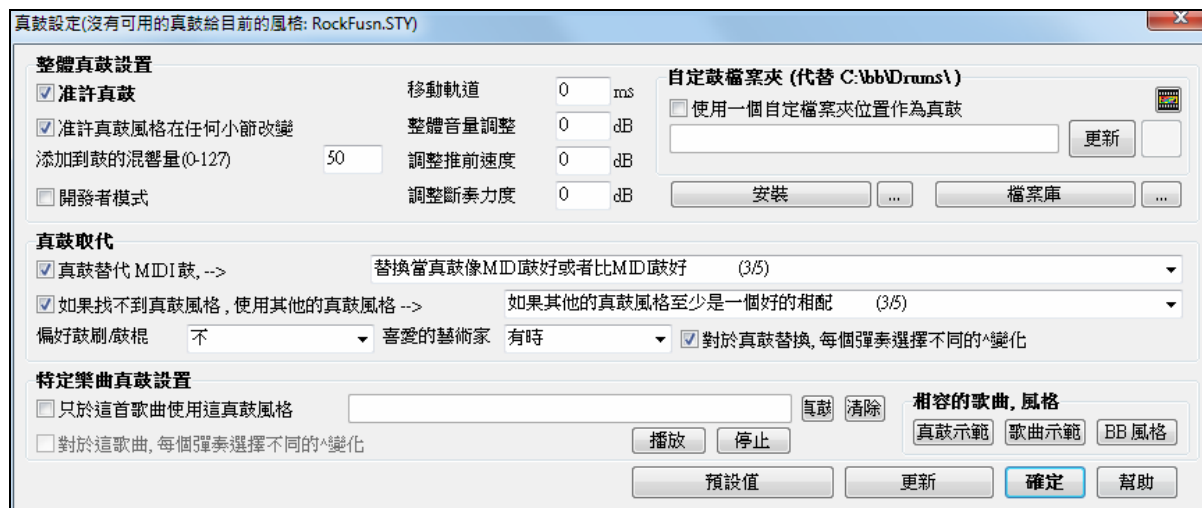 真鼓設定(沒有可用的真鼓給目前的風格: RockFusn.STY)
整體真鼓設置
准許真鼓
准許真鼓風格在任何小節改變
添加到鼓的混響量(0-127) 50
開發者模式
移動軌道 0 ms
整體音量調整 0 dB
調整推前速度 0 dB
調整斷奏力度 0 dB
自定鼓檔案夾 (代替 C:\bb\Drums\ )
使用一個自定檔案夾位置作為真鼓
更新
安裝 ... 檔案庫 ...
真鼓取代
真鼓替代 MIDI 鼓, --> 替換當真鼓像MIDI鼓好或者比MIDI鼓好 (3/5)
如果找不到真鼓風格 , 使用其他的真鼓風格 --> 如果其他的真鼓風格至少是一個好的相配 (3/5)
偏好鼓刷/鼓棍 不 喜愛的藝術家 有時 對於真鼓替換, 每個彈奏選擇不同的^變化
特定樂曲真鼓設置
只於這首歌曲使用這真鼓風格 真鼓 清除
對於這歌曲, 每個彈奏選擇不同的^變化 播放 停止
相容的歌曲, 風格
真鼓示範 歌曲示範 BB 風格
預設值 更新 確定 幫助